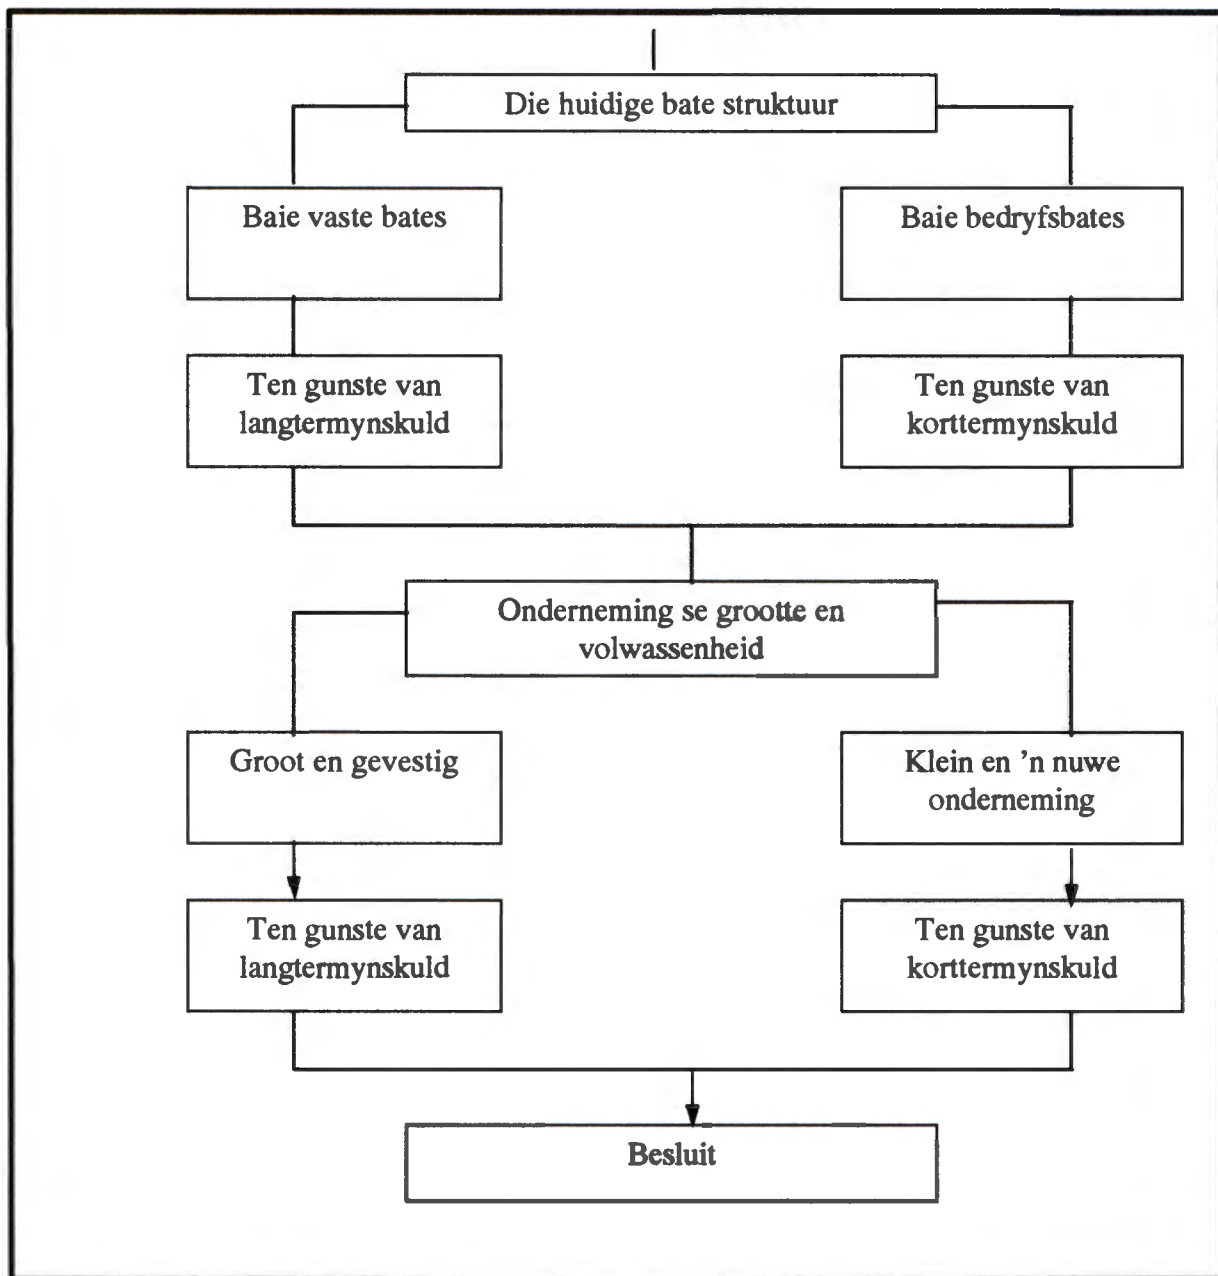 Die huidige bate struktuur
Baie vaste bates
Baie bedryfsbates
Ten gunste van
langtermynskuld
Ten gunste van
korttermynskuld
Onderneming se grootte en
volwassenheid
Groot en gevestig
Klein en 'n nuwe
onderneming
Ten gunste van
langtermynskuld
Ten gunste van
korttermynskuld
Besluit